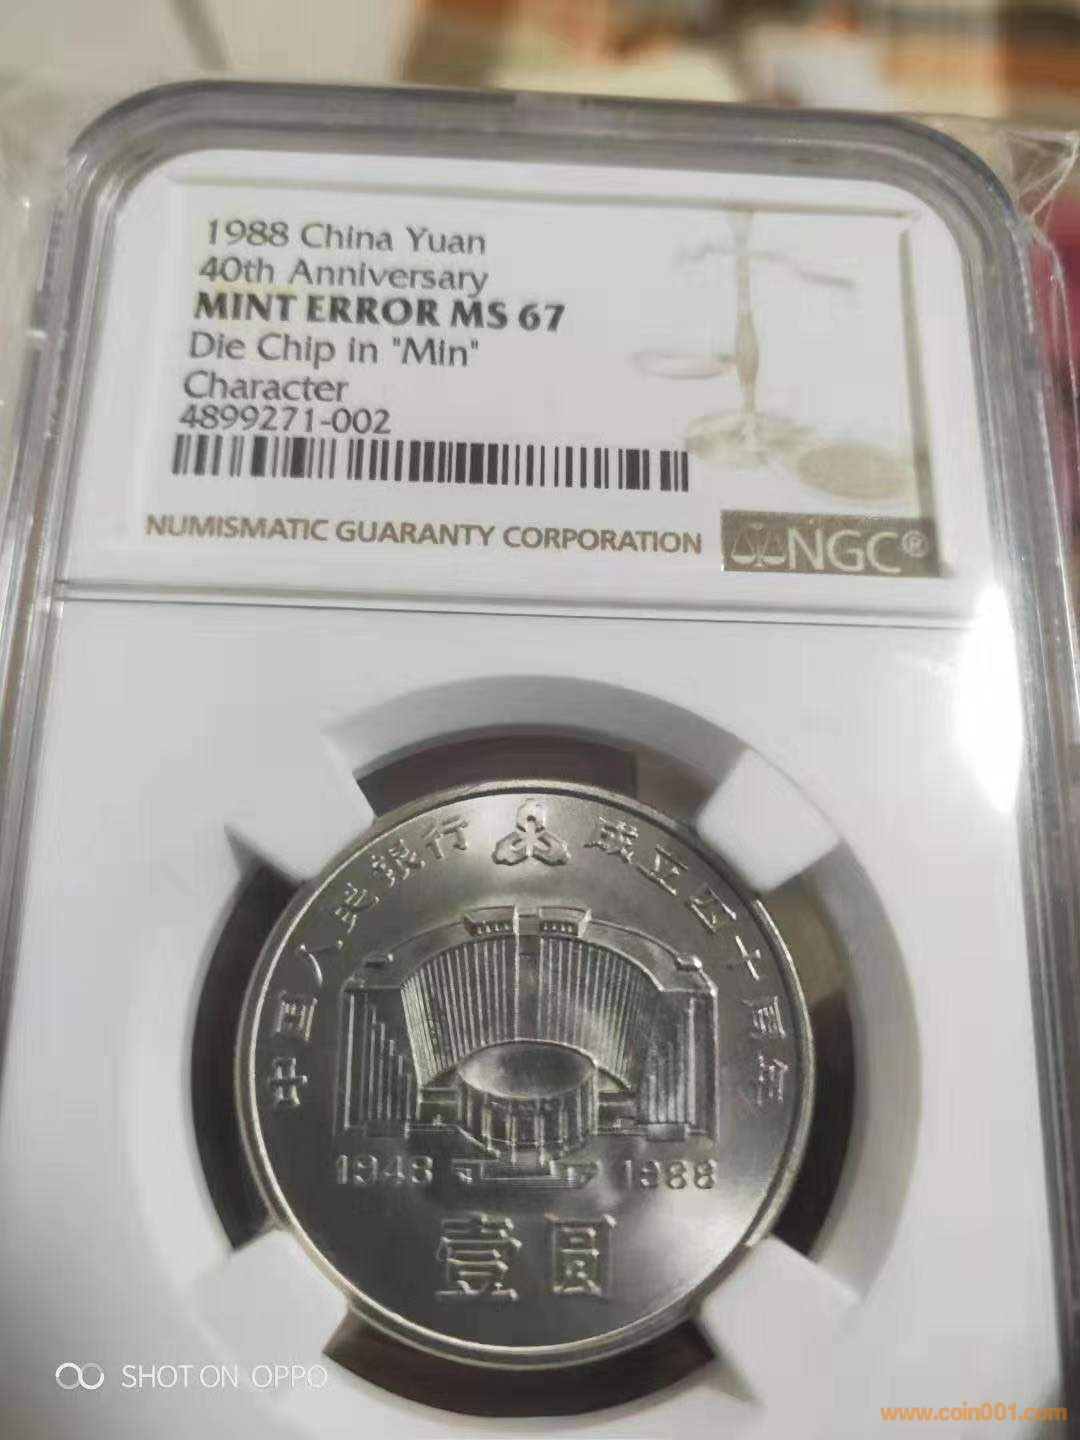 1988 China Yuan
40th Anniversary
MINT ERROR MS 67
Die Chip in "Min"
Character
4899271-002
NUMISMATIC GUARANTY CORPORATION
NGC®
中国人民银行 成立四十周年
1948 1988
壹圆
SHOT ON OPPO
www.coin001.com